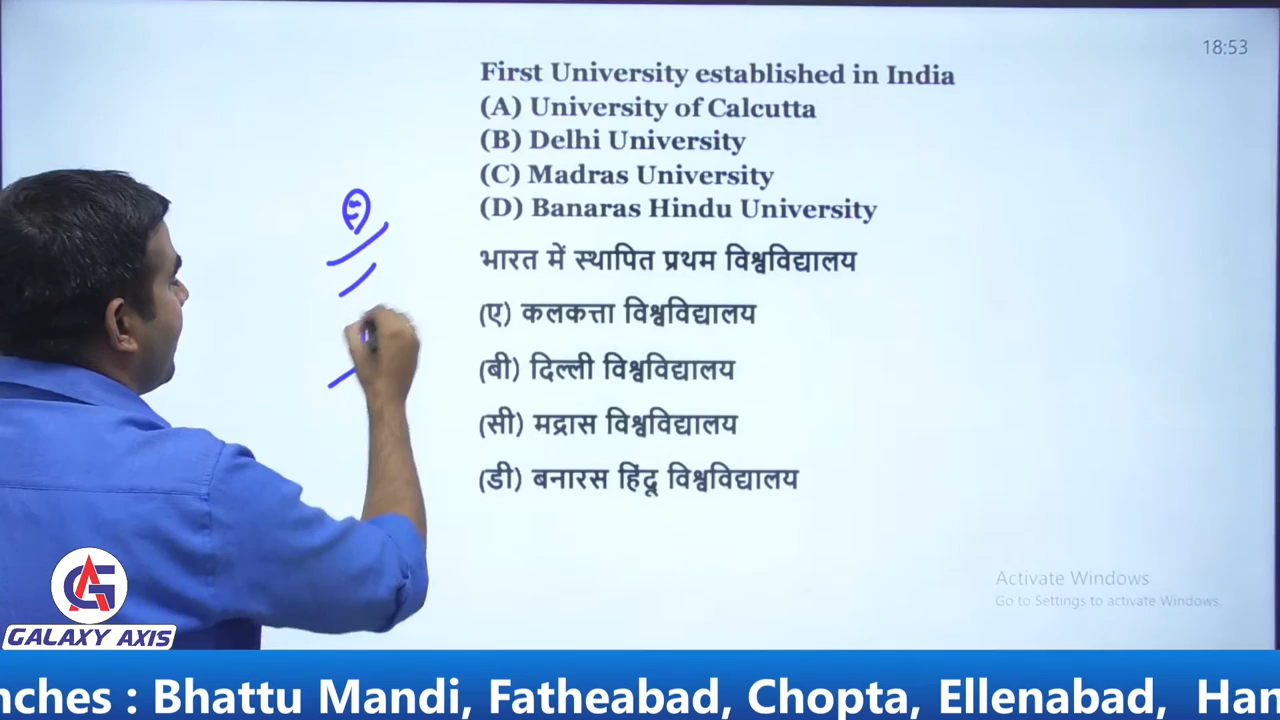 18:53
First University established in India
(A) University of Calcutta
(B) Delhi University
(C) Madras University
(D) Banaras Hindu University
भारत में स्थापित प्रथम विश्वविद्यालय
(ए) कलकत्ता विश्वविद्यालय
(बी) दिल्ली विश्वविद्यालय
(सी) मद्रास विश्वविद्यालय
(डी) बनारस हिंदू विश्वविद्यालय
Activate Windows
Go to Settings to activate Windows.
GALAXY AXIS
nches : Bhattu Mandi, Fatheabad, Chopta, Ellenabad, Han